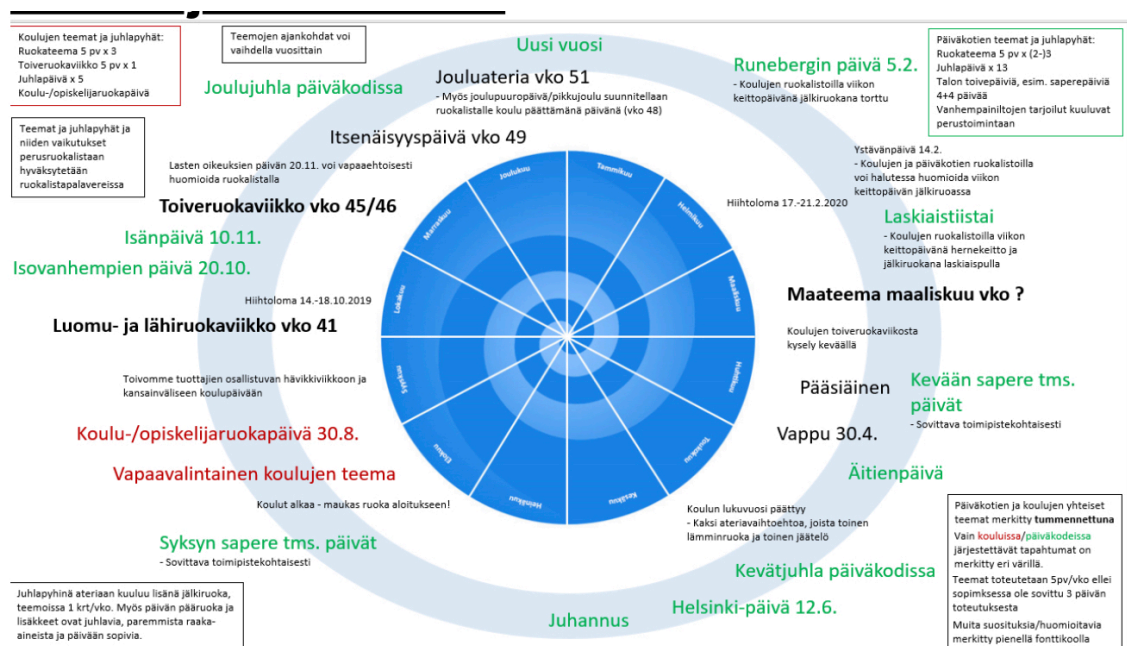 Koulujen teemat ja juhlapyhät:
Ruokateema 5 pv x 3
Toiveruokaviikko 5 pv x 1
Juhlapäivä x 5
Koulu-/opiskelijaruokapäivä
Teemojen ajankohdat voi
vaihdella vuosittain
Uusi vuosi
Joulujuhla päiväkodissa
Jouluateria vko 51
- Myös joulupuuropäivä/pikkujoulu suunnitellaan
ruokalistalle koulu päättämänä päivänä (vko 48)
Runebergin päivä 5.2.
- Koulujen ruokalistoilla viikon
keittopäivänä jälkiruokana torttu
Päiväkotien teemat ja juhlapyhät:
Ruokateema 5 pv x (2-)3
Juhlapäivä x 13
Talon toivepäiviä, esim. saperepäiviä
4+4 päivää
Vanhempainiltojen tarjoilut kuuluvat
perustoimintaan
Teemat ja juhlapyhät ja
niiden vaikutukset
perusruokalistaan
hyväksytetään
ruokalistapalavereissa
Itsenäisyyspäivä vko 49
Lasten oikeuksien päivän 20.11. voi vapaaehtoisesti
huomioida ruokalistalla
Ystävänpäivä 14.2.
- Koulujen ja päiväkotien ruokalistoilla
voi halutessa huomioida viikon
keittopäivän jälkiruoassa
Toiveruokaviikko vko 45/46
Hiihtoloma 17.-21.2.2020
Isänpäivä 10.11.
Laskiaistiistai
- Koulujen ruokalistoilla viikon
keittopäivänä hernekeitto ja
jälkiruokana laskiaispulla
Isovanhempien päivä 20.10.
Hiihtoloma 14.-18.10.2019
Maateema maaliskuu vko ?
Luomu- ja lähiruokaviikko vko 41
Koulujen toiveruokaviikosta
kysely keväällä
Tammikuu
Helmikuu
Maaliskuu
Huhtikuu
Toukokuu
Kesäkuu
Heinäkuu
Elokuu
Syyskuu
Lokakuu
Marraskuu
Joulukuu
Toivomme tuottajien osallistuvan hävikkiviikkoon ja
kansainväliseen koulupäivään
Pääsiäinen
Kevään sapere tms.
päivät
- Sovittava toimipistekohtaisesti
Koulu-/opiskelijaruokapäivä 30.8.
Vappu 30.4.
Vapaavalintainen koulujen teema
Äitienpäivä
Koulut alkaa - maukas ruoka aloitukseen!
Koulun lukuvuosi päättyy
- Kaksi ateriavaihtoehtoa, joista toinen
lämminruoka ja toinen jäätelö
Syksyn sapere tms. päivät
- Sovittava toimipistekohtaisesti
Kevätjuhla päiväkodissa
Helsinki-päivä 12.6.
Juhannus
Päiväkotien ja koulujen yhteiset
teemat merkitty tummennettuna
Vain kouluissa/päiväkodeissa
järjestettävät tapahtumat on
merkitty eri värillä.
Teemat toteutetaan 5pv/vko ellei
sopimksessa ole sovittu 3 päivän
toteutuksesta
Muita suosituksia/huomioitavia
merkitty pienellä fonttikoolla
Juhlapyhinä ateriaan kuuluu lisänä jälkiruoka,
teemoissa 1 krt/vko. Myös päivän pääruoka ja
lisäkkeet ovat juhlavia, paremmista raaka-
aineista ja päivään sopivia.